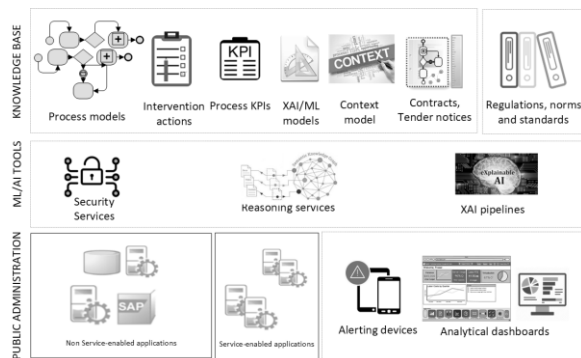 KNOWLEDGE BASE
KPI
CONTEXT
Process models
Intervention
actions
Process KPIs
XAI/ML
models
Context
model
Contracts,
Tender notices
Regulations, norms
and standards
ML/AI TOOLS
Security
Services
Reasoning services
eXplainable
AI
XAI pipelines
PUBLIC ADMINISTRATION
SAP
Non Service-enabled applications
Service-enabled applications
Alerting devices
Analytical dashboards